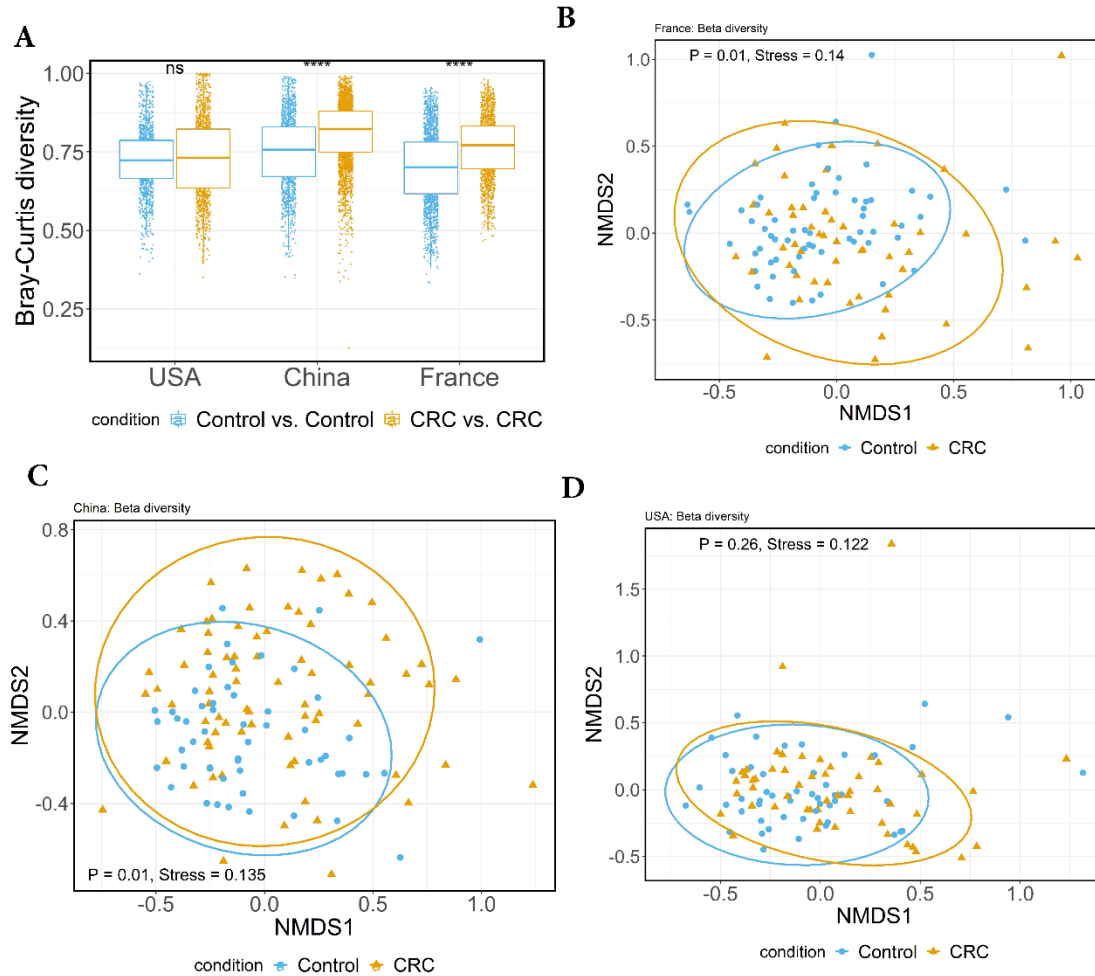 A
Bray-Curtis diversity
1.00
0.75
0.50
0.25
ns
****
****
USA China France
condition Control vs. Control CRC vs. CRC
B
France: Beta diversity
P = 0.01, Stress = 0.14
NMDS2
1.0
0.5
0.0
-0.5
-0.5 0.0 0.5 1.0
NMDS1
condition Control CRC
C
China: Beta diversity
NMDS2
0.8
0.4
0.0
-0.4
P = 0.01, Stress = 0.135
-0.5 0.0 0.5 1.0
NMDS1
condition Control CRC
D
USA: Beta diversity
P = 0.26, Stress = 0.122
NMDS2
1.5
1.0
0.5
0.0
-0.5
-0.5 0.0 0.5 1.0
NMDS1
condition Control CRC